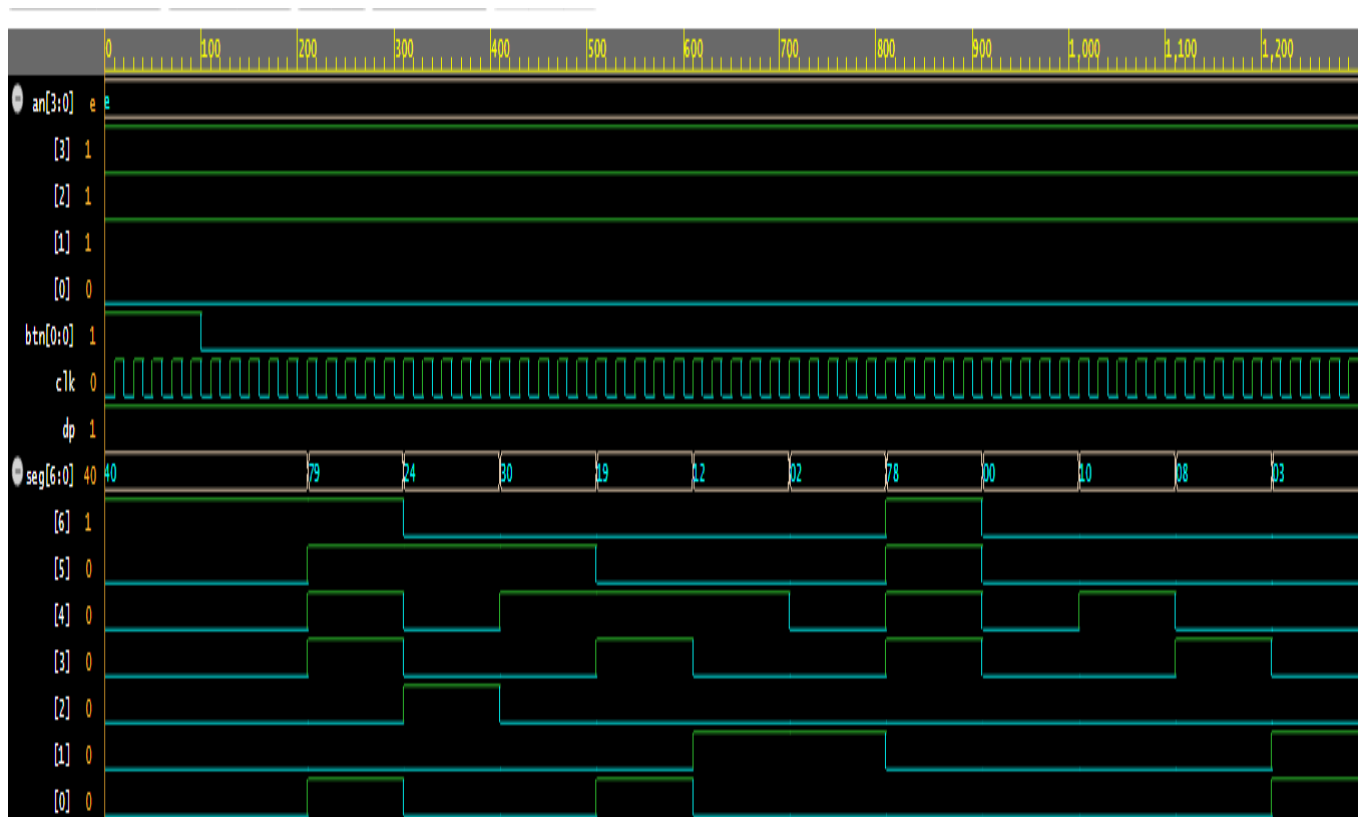 0 100 200 300 400 500 600 700 800 900 1,000 1,100 1,200
an[3:0] e e
[3] 1
[2] 1
[1] 1
[0] 0
btn[0:0] 1
clk 0
dp 1
seg[6:0] 40 40 79 24 30 19 12 02 78 00 10 08 03
[6] 1
[5] 0
[4] 0
[3] 0
[2] 0
[1] 0
[0] 0